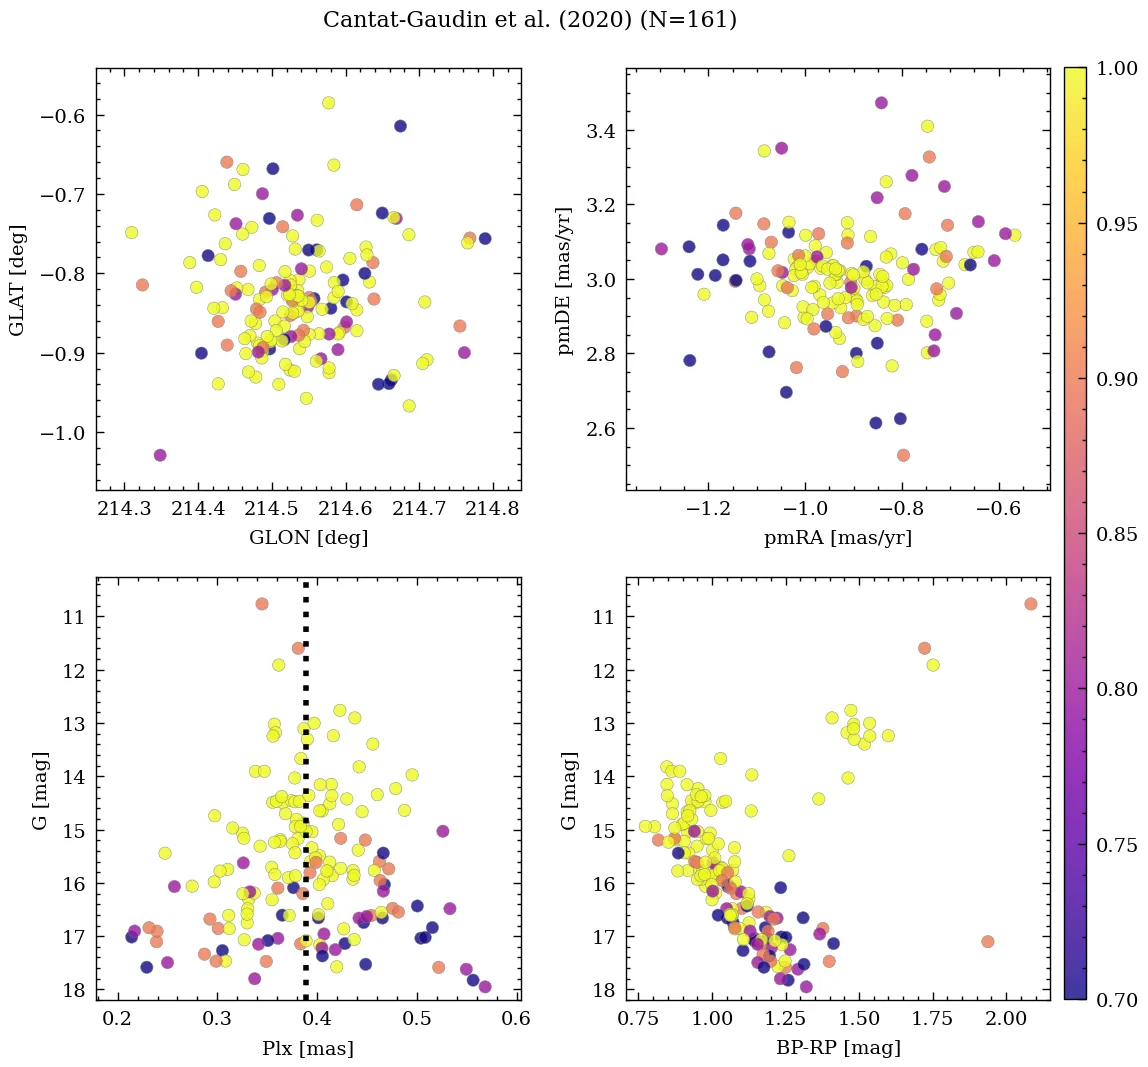 Cantat-Gaudin et al. (2020) (N=161)
−0.6
−0.7
−0.8
−0.9
−1.0
GLAT [deg]
214.3 214.4 214.5 214.6 214.7 214.8
GLON [deg]
3.4
3.2
3.0
2.8
2.6
pmDE [mas/yr]
−1.2 −1.0 −0.8 −0.6
pmRA [mas/yr]
1.00
0.95
0.90
0.85
0.80
0.75
0.70
11
12
13
14
15
16
17
18
G [mag]
0.2 0.3 0.4 0.5 0.6
Plx [mas]
11
12
13
14
15
16
17
18
G [mag]
0.75 1.00 1.25 1.50 1.75 2.00
BP-RP [mag]